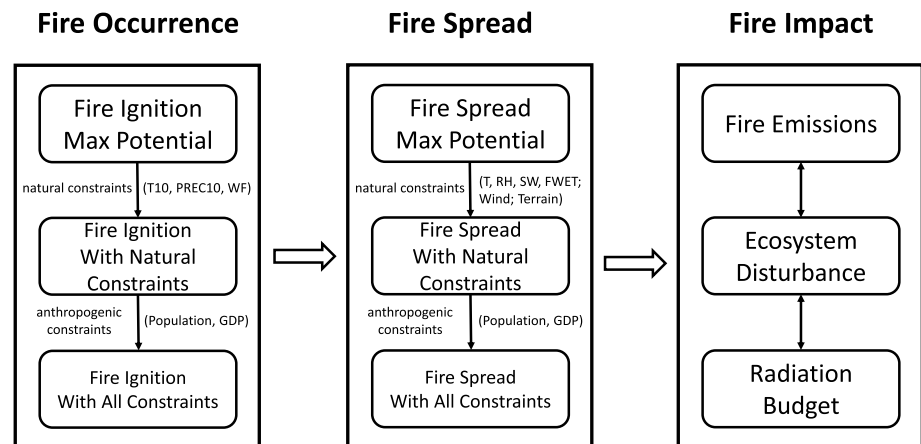 Fire Occurrence
Fire Ignition
Max Potential
natural constraints
(T10, PREC10, WF)
Fire Ignition
With Natural
Constraints
anthropogenic
constraints
(Population, GDP)
Fire Ignition
With All Constraints
Fire Spread
Fire Spread
Max Potential
natural constraints
(T, RH, SW, FWET;
Wind; Terrain)
Fire Spread
With Natural
Constraints
anthropogenic
constraints
(Population, GDP)
Fire Spread
With All Constraints
Fire Impact
Fire Emissions
Ecosystem
Disturbance
Radiation
Budget